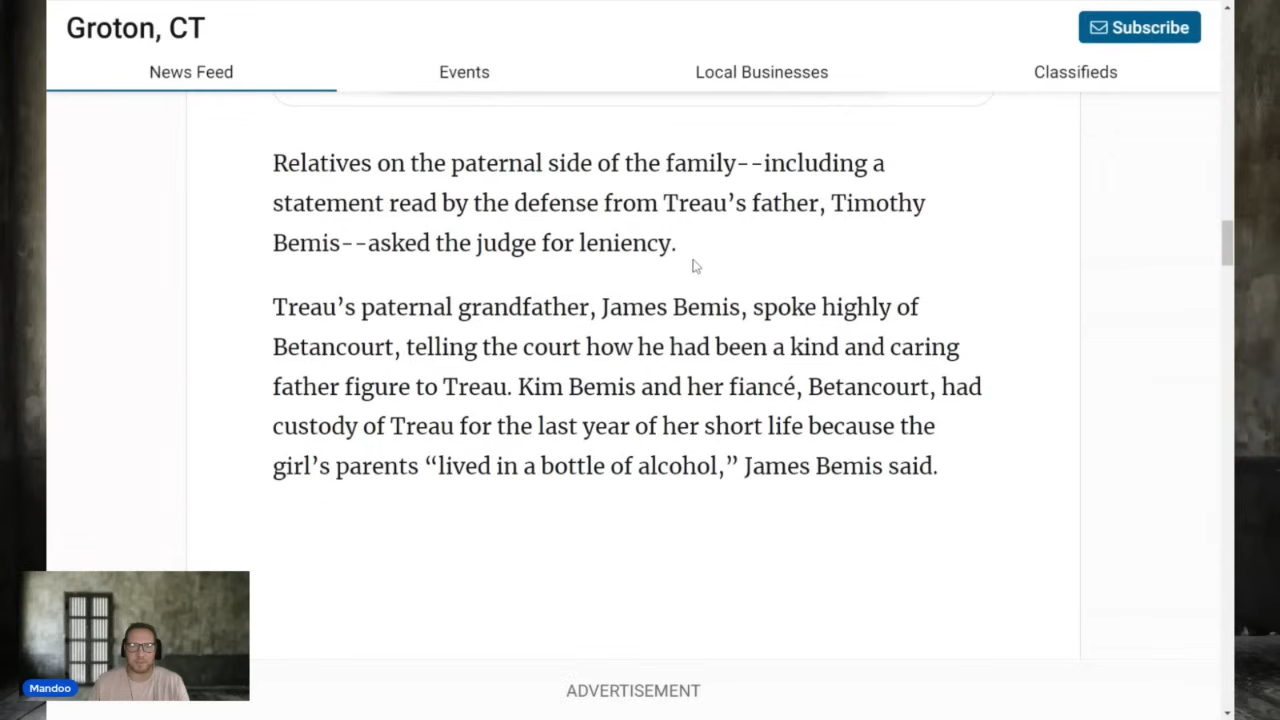 Groton, CT
Subscribe
News Feed
Events
Local Businesses
Classifieds
Relatives on the paternal side of the family--including a
statement read by the defense from Treau’s father, Timothy
Bemis--asked the judge for leniency.
Treau’s paternal grandfather, James Bemis, spoke highly of
Betancourt, telling the court how he had been a kind and caring
father figure to Treau. Kim Bemis and her fiancé, Betancourt, had
custody of Treau for the last year of her short life because the
girl’s parents “lived in a bottle of alcohol,” James Bemis said.
Mandoo
ADVERTISEMENT